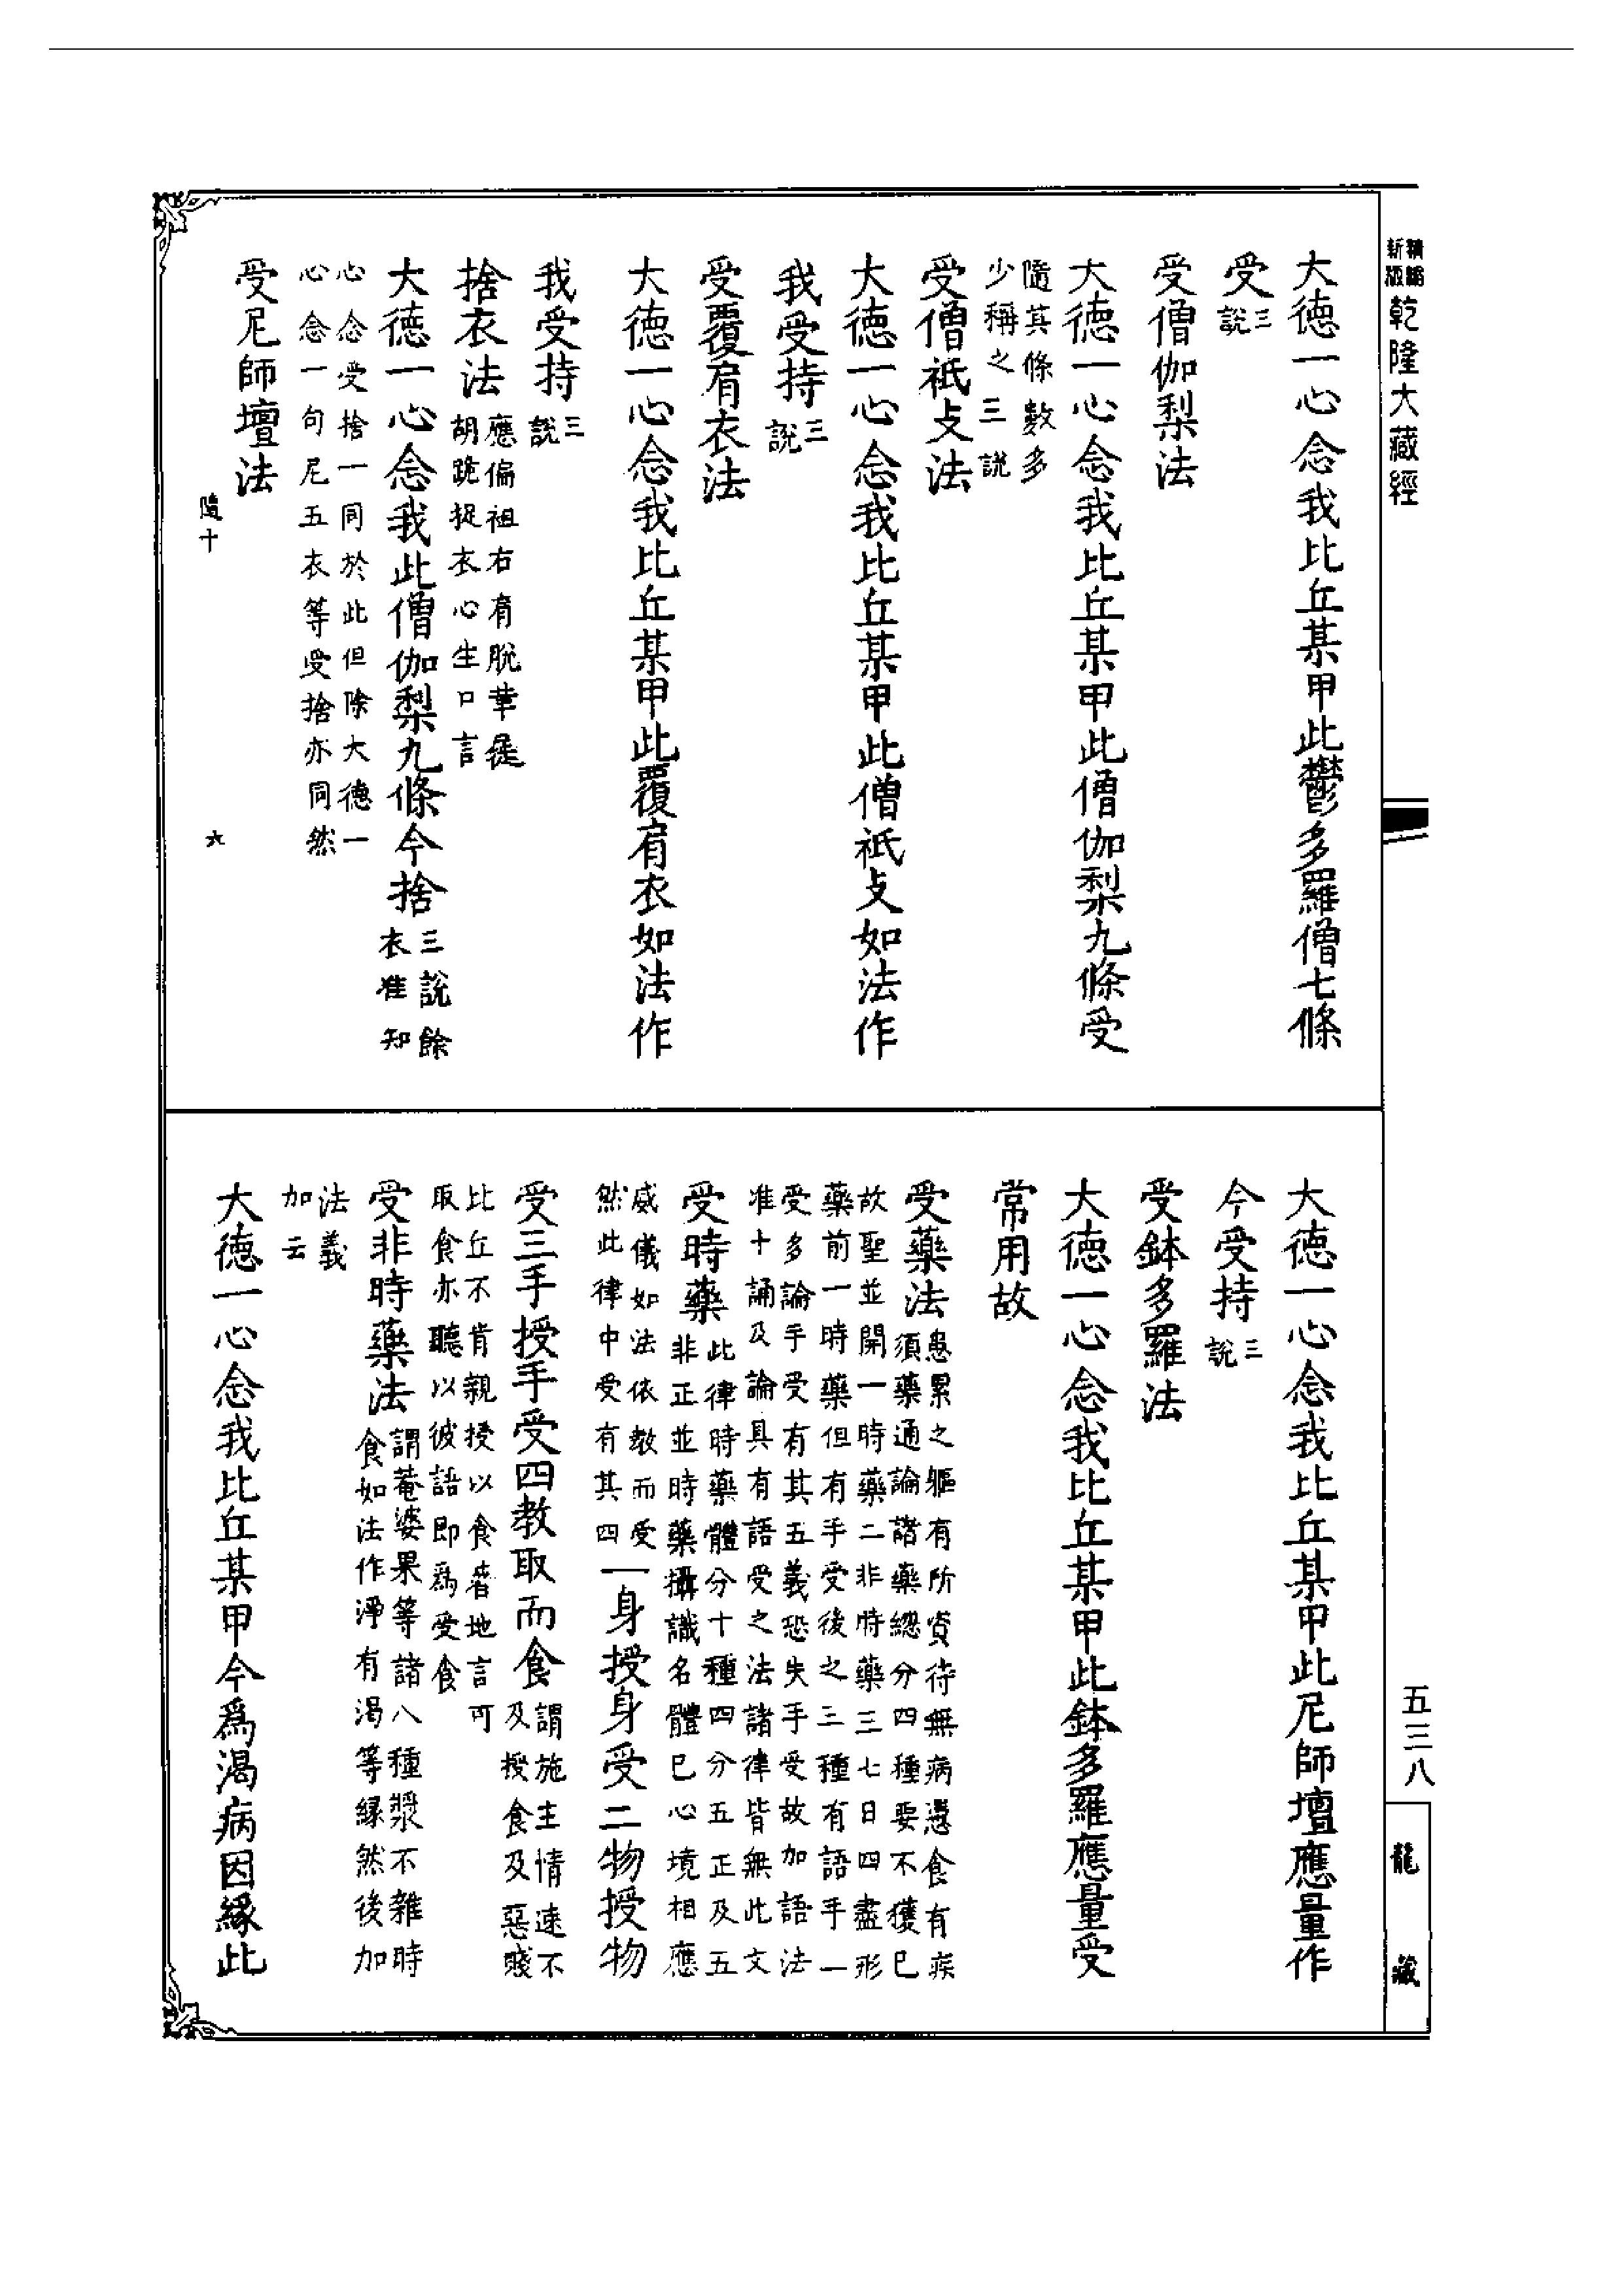 精縮新版乾隆大藏經
大德一心念我比丘某甲此鬱多羅僧七條
受三說
受僧伽梨法
大德一心念我比丘某甲此僧伽梨九條受
隨其條數多
少稱之三說
受僧祇支法
大德一心念我比丘某甲此僧祇支如法作
我受持三說
受覆肩衣法
大德一心念我比丘某甲此覆肩衣如法作
我受持三說
捨衣法應偏袒右肩脫革屣
胡跪捉衣心生口言
大德一心念我此僧伽梨九條今捨三說餘
衣准知
心念受捨一同於此但除大德一
心念一句尼五衣等受捨亦同然
受尼師壇法
隨十
六
大德一心念我比丘某甲此尼師壇應量作
今受持三說
受鉢多羅法
大德一心念我比丘某甲此鉢多羅應量受
常用故
受藥法患累之軀有所資待無病還食有疾
須藥通論諸藥總分四種要不獲已
故聖並開一時藥二非時藥三七日四盡形
藥前一時藥但有手受後之三種有語手一
受多論手受有其五義恐失手受故加語法
准十誦及論具有語受之法諸律皆無此文
受時藥此律時藥體分十種四分五正及五
非正並時藥攝識名體已心境相應
威儀如法依教而受
然此律中受有其四一身授身受二物授物
受三手授手受四教取而食謂施主情速不
及授食及惡賤
比丘不肯親授以食著地言可
取食亦聽以彼語即為受食
受非時藥法謂菴婆果等諸八種漿不雜時
食如法作淨有渴等緣然後加
法義
加云
大德一心念我比丘某甲今為渴病因緣此
五三八
龍藏